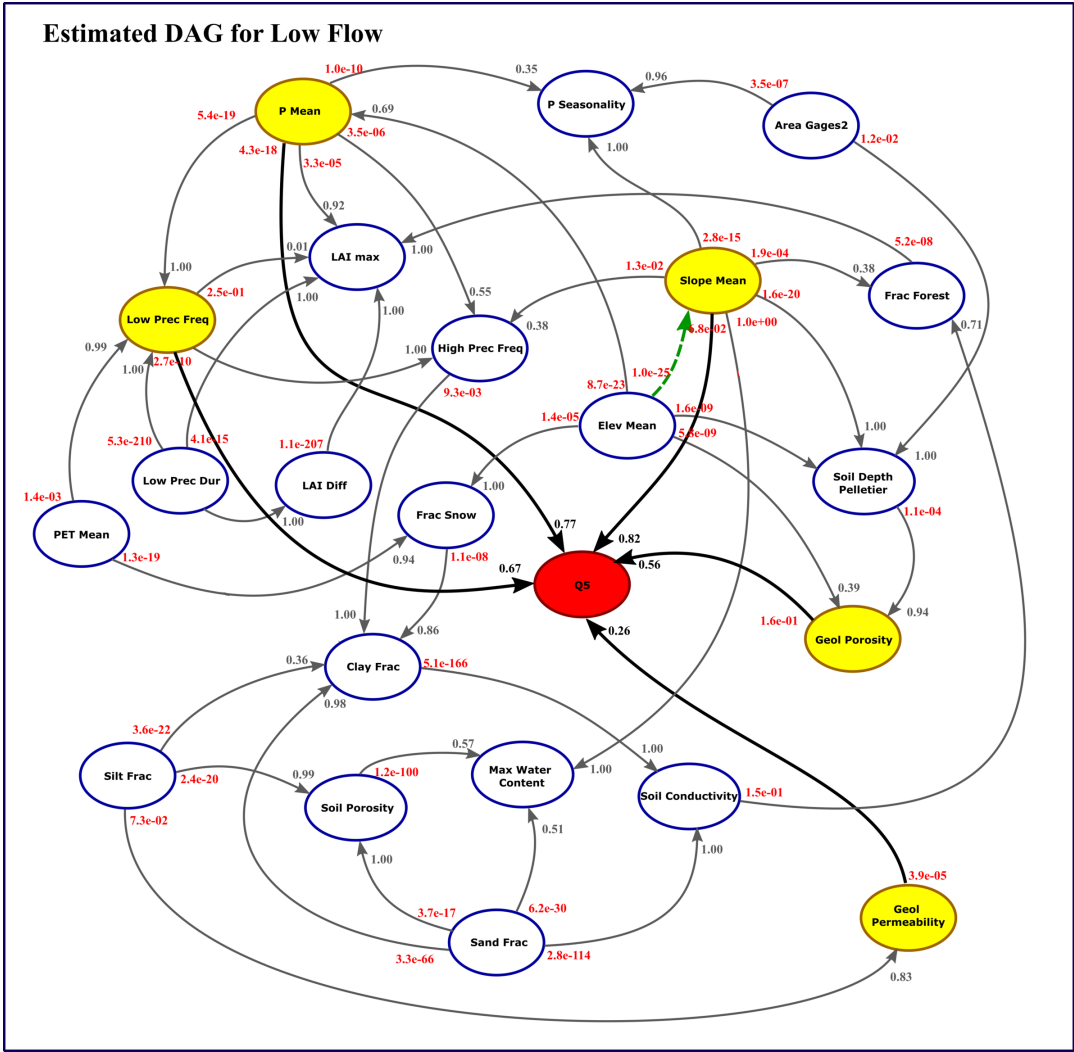 Estimated DAG for Low Flow
1.0e-10
0.35
0.96
3.5e-07
P Mean
P Seasonality
Area Gages2
5.4e-19
0.69
3.5e-06
4.3e-18
3.3e-05
1.00
1.2e-02
0.92
LAI max
0.01
1.00
1.00
1.00
2.8e-15
1.9e-04
5.2e-08
1.3e-02
Slope Mean
0.38
Frac Forest
2.5e-01
1.00
1.6e-20
Low Prec Freq
0.55
0.38
1.0e+00
0.71
0.99
1.00
2.7e-10
1.00
High Prec Freq
6.8e-02
1.0e-25
8.7e-23
9.3e-03
1.4e-05
Elev Mean
1.6e-09
1.00
1.00
5.3e-210
4.1e-15
1.1e-207
Low Prec Dur
LAI Diff
1.00
Soil Depth
Pelletier
1.4e-03
PET Mean
1.00
Frac Snow
1.1e-04
1.3e-19
0.94
1.1e-08
0.77
0.82
0.67
0.56
Q5
0.39
0.94
1.00
0.86
0.26
1.6e-01
Geol Porosity
0.36
Clay Frac
5.1e-166
0.98
3.6e-22
Silt Frac
2.4e-20
0.99
1.2e-100
0.57
Max Water
Content
1.00
1.00
Soil Porosity
Soil Conductivity
1.5e-01
7.3e-02
1.00
0.51
1.00
3.9e-05
Geol
Permeability
3.7e-17
6.2e-30
Sand Frac
3.3e-66
2.8e-114
0.83